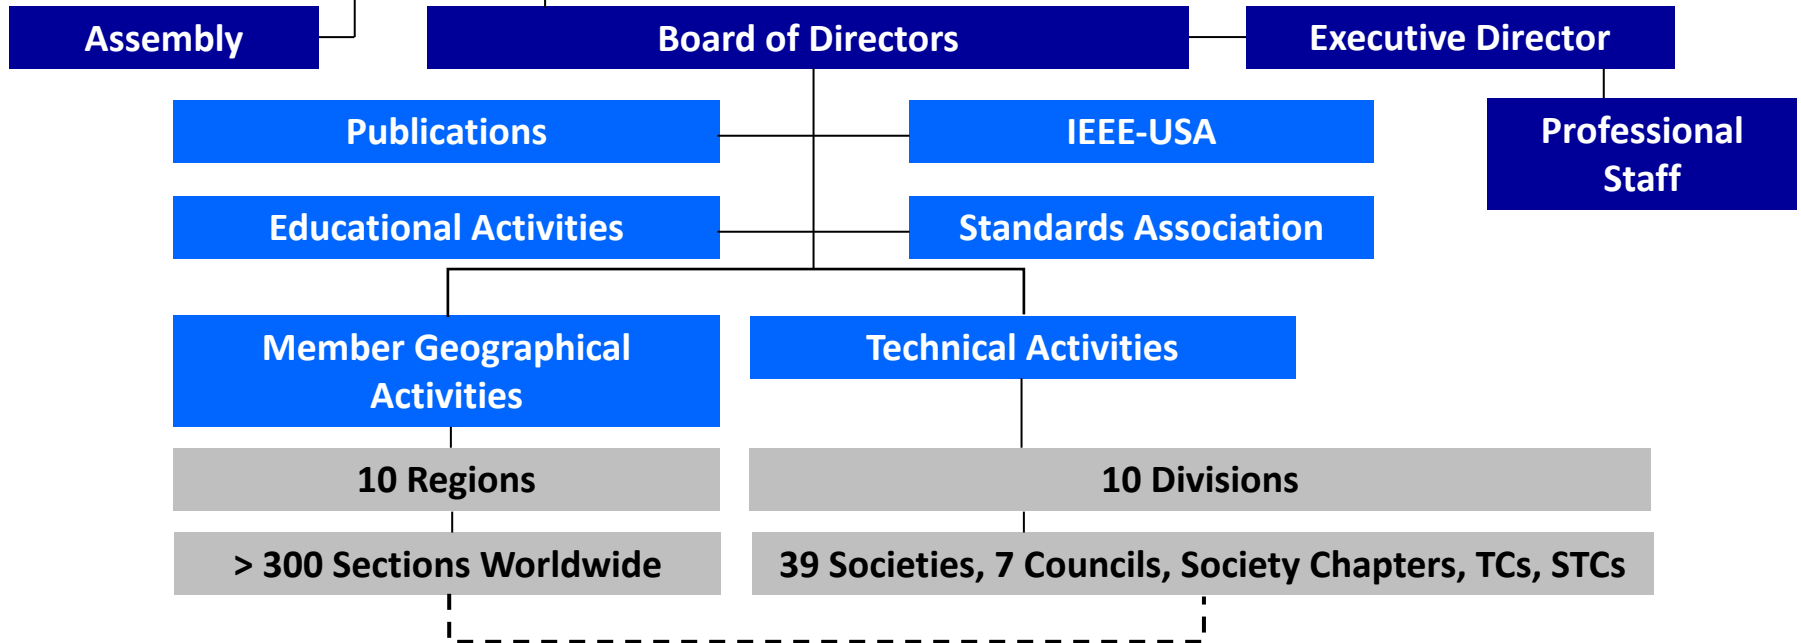 Assembly
Board of Directors
Executive Director
Publications
IEEE-USA
Professional
Staff
Educational Activities
Standards Association
Member Geographical
Activities
Technical Activities
10 Regions
10 Divisions
> 300 Sections Worldwide
39 Societies, 7 Councils, Society Chapters, TCs, STCs